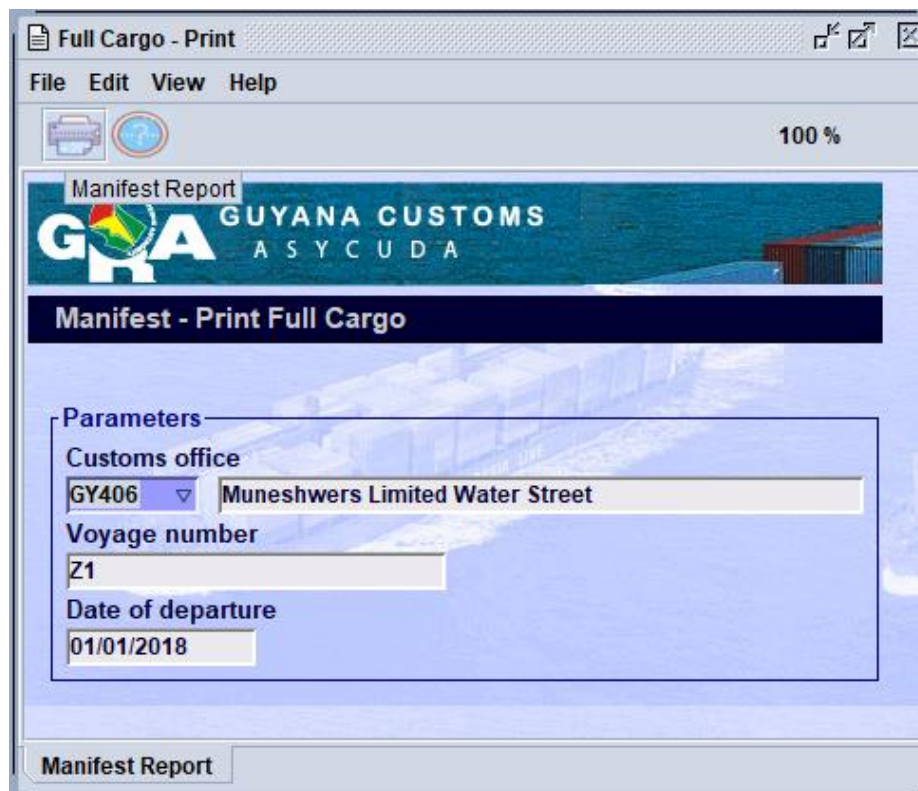 Full Cargo - Print
File Edit View Help
100 %
Manifest Report
GRA GUYANA CUSTOMS
ASYCUDA
Manifest - Print Full Cargo
Parameters
Customs office
GY406 Muneshwers Limited Water Street
Voyage number
Z1
Date of departure
01/01/2018
Manifest Report